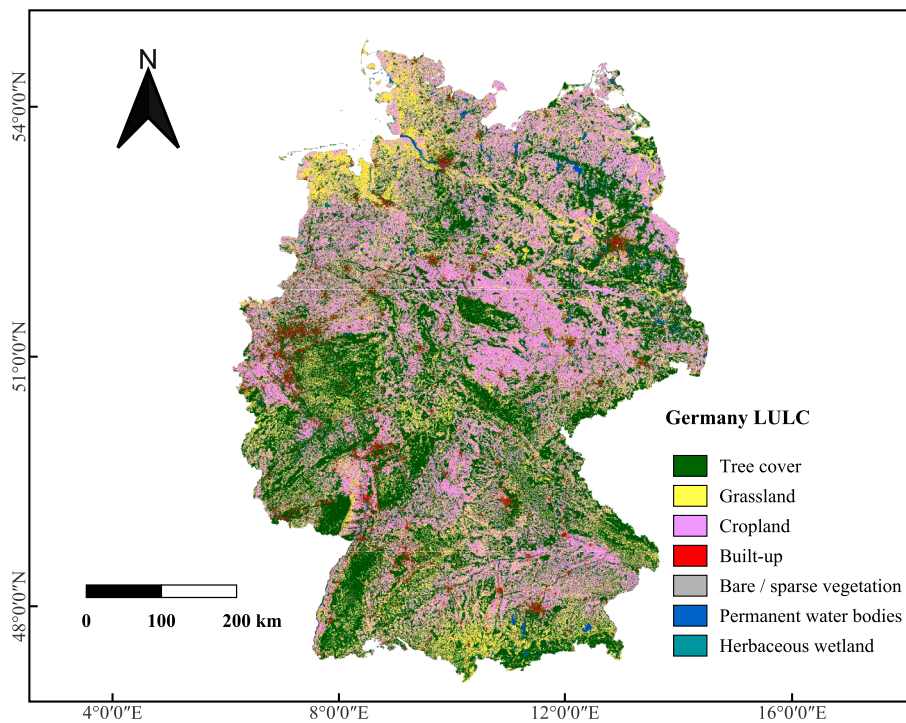 N
54°0′0″N
51°0′0″N
48°0′0″N
Germany LULC
Tree cover
Grassland
Cropland
Built-up
Bare / sparse vegetation
Permanent water bodies
Herbaceous wetland
0 100 200 km
4°0′0″E 8°0′0″E 12°0′0″E 16°0′0″E